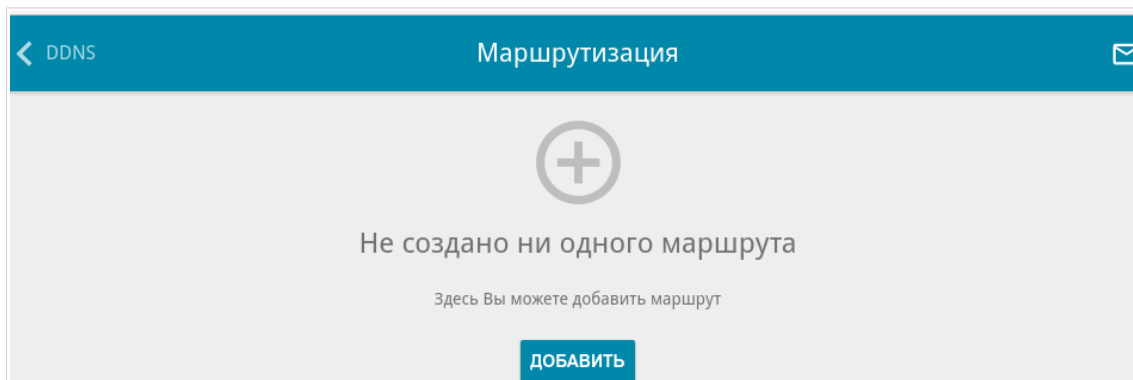 DDNS
Маршрутизация
Не создано ни одного маршрута
Здесь Вы можете добавить маршрут
ДОБАВИТЬ